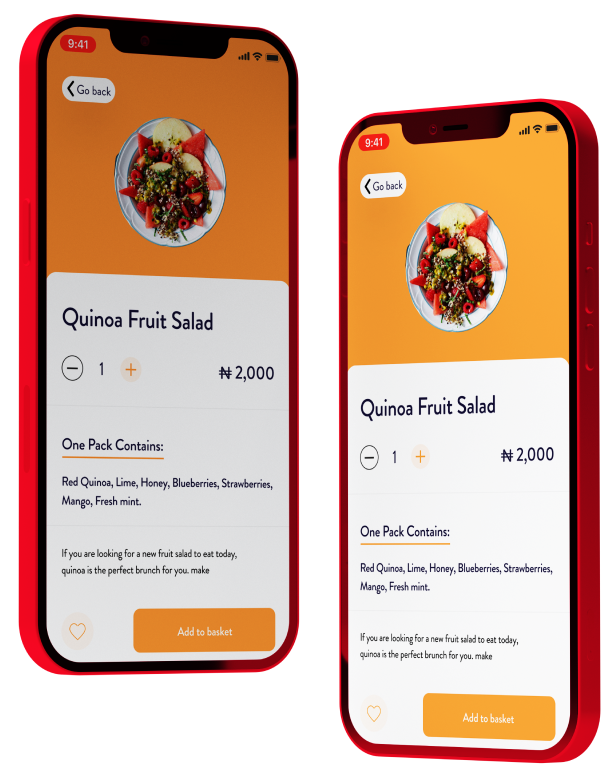 9:41
Go back
Quinoa Fruit Salad
1
₦ 2,000
One Pack Contains:
Red Quinoa, Lime, Honey, Blueberries, Strawberries,
Mango, Fresh mint.
If you are looking for a new fruit salad to eat today,
quinoa is the perfect brunch for you. make
Add to basket
9:41
Go back
Quinoa Fruit Salad
1
₦ 2,000
One Pack Contains:
Red Quinoa, Lime, Honey, Blueberries, Strawberries,
Mango, Fresh mint.
If you are looking for a new fruit salad to eat today,
quinoa is the perfect brunch for you. make
Add to basket